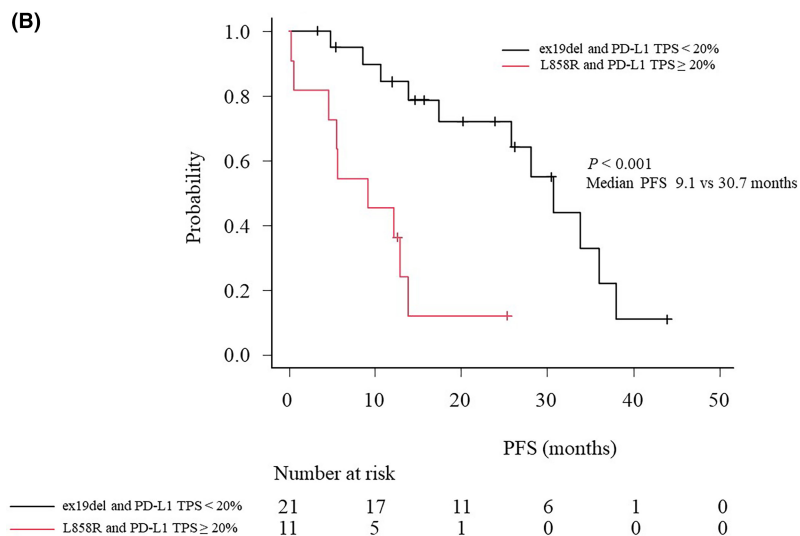 (B)
1.0
0.8
0.6
0.4
0.2
0.0
Probability
ex19del and PD-L1 TPS < 20%
L858R and PD-L1 TPS ≥ 20%
P < 0.001
Median PFS 9.1 vs 30.7 months
0 10 20 30 40 50
PFS (months)
Number at risk
ex19del and PD-L1 TPS < 20% 21 17 11 6 1 0
L858R and PD-L1 TPS ≥ 20% 11 5 1 0 0 0